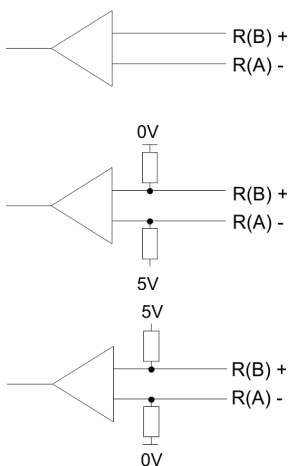 R(B) +
R(A) -
0V
R(B) +
R(A) -
5V
5V
R(B) +
R(A) -
0V